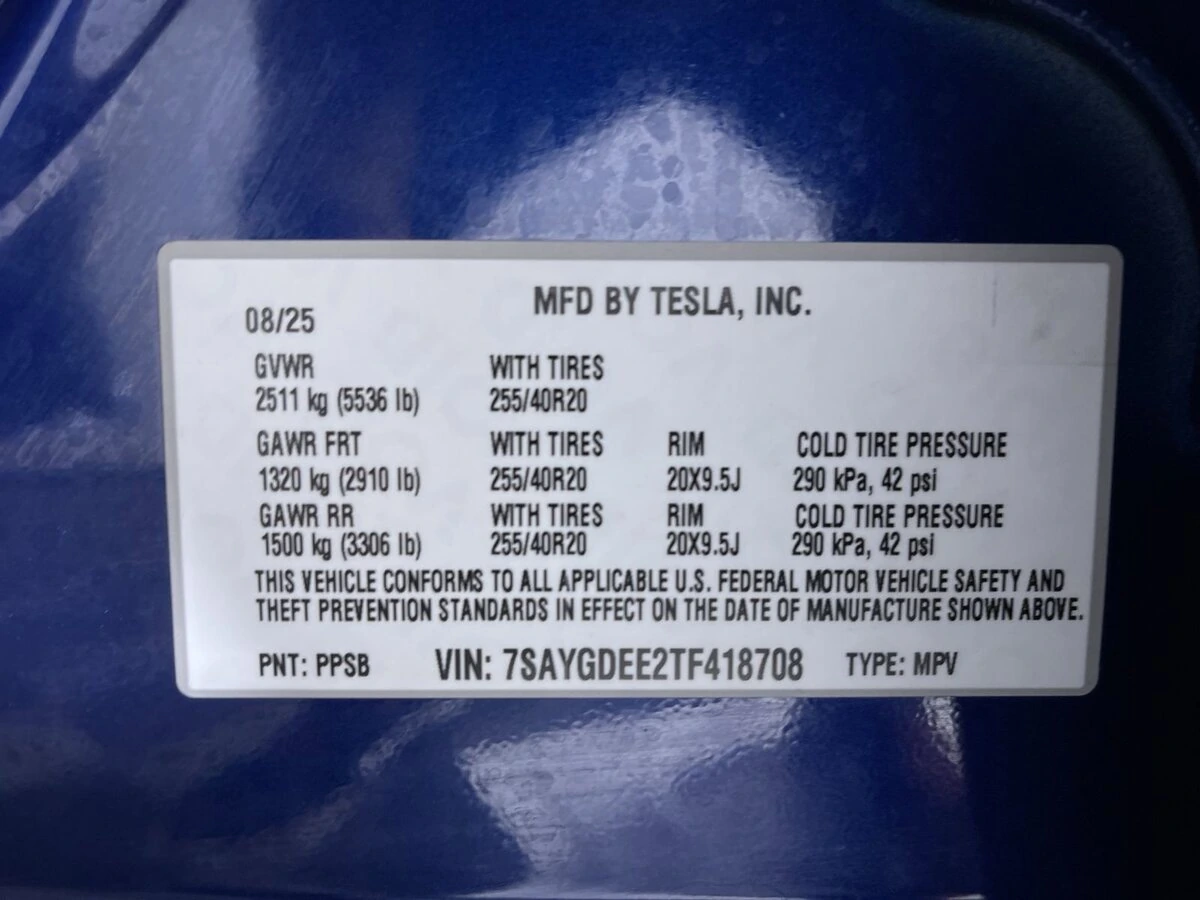 MFD BY TESLA, INC.
08/25
GVWR WITH TIRES
2511 kg (5536 lb) 255/40R20
GAWR FRT WITH TIRES RIM COLD TIRE PRESSURE
1320 kg (2910 lb) 255/40R20 20X9.5J 290 kPa, 42 psi
GAWR RR WITH TIRES RIM COLD TIRE PRESSURE
1500 kg (3306 lb) 255/40R20 20X9.5J 290 kPa, 42 psi
THIS VEHICLE CONFORMS TO ALL APPLICABLE U.S. FEDERAL MOTOR VEHICLE SAFETY AND
THEFT PREVENTION STANDARDS IN EFFECT ON THE DATE OF MANUFACTURE SHOWN ABOVE.
PNT: PPSB VIN: 7SAYGDEE2TF418708 TYPE: MPV